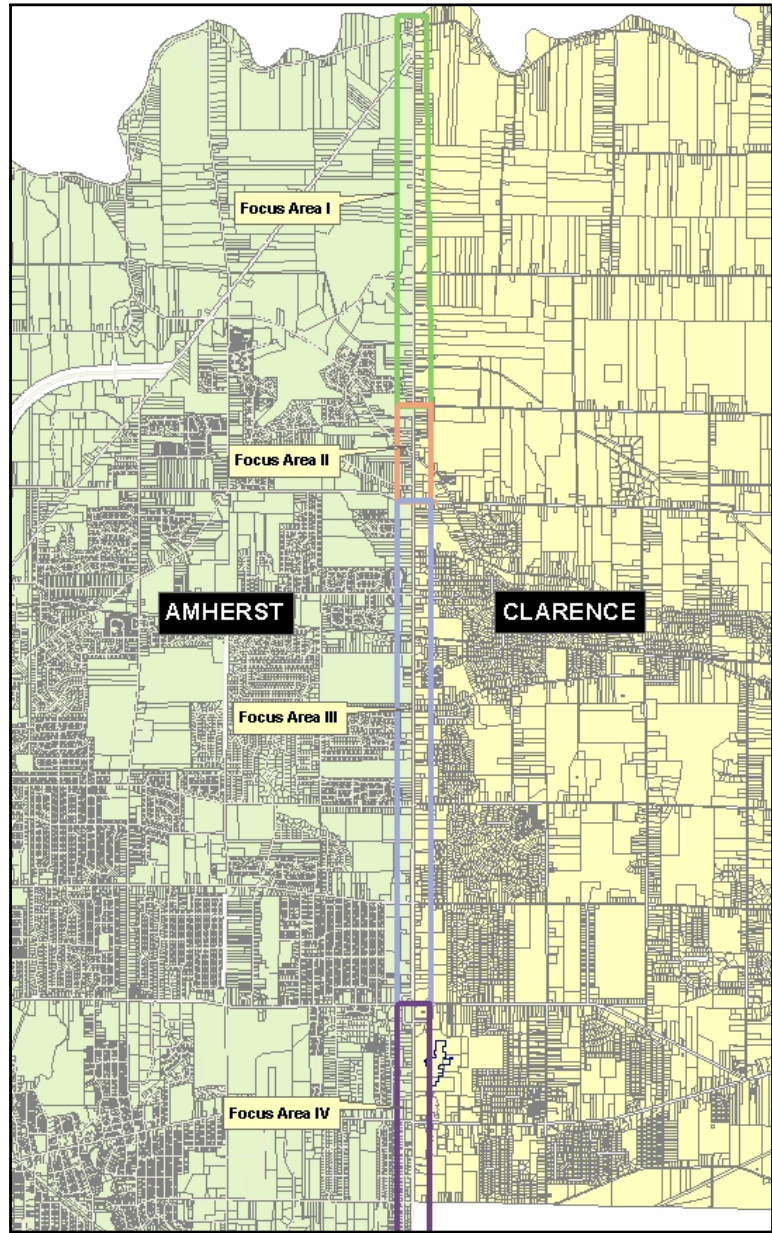 Focus Area I
Focus Area II
AMHERST
CLARENCE
Focus Area III
Focus Area IV